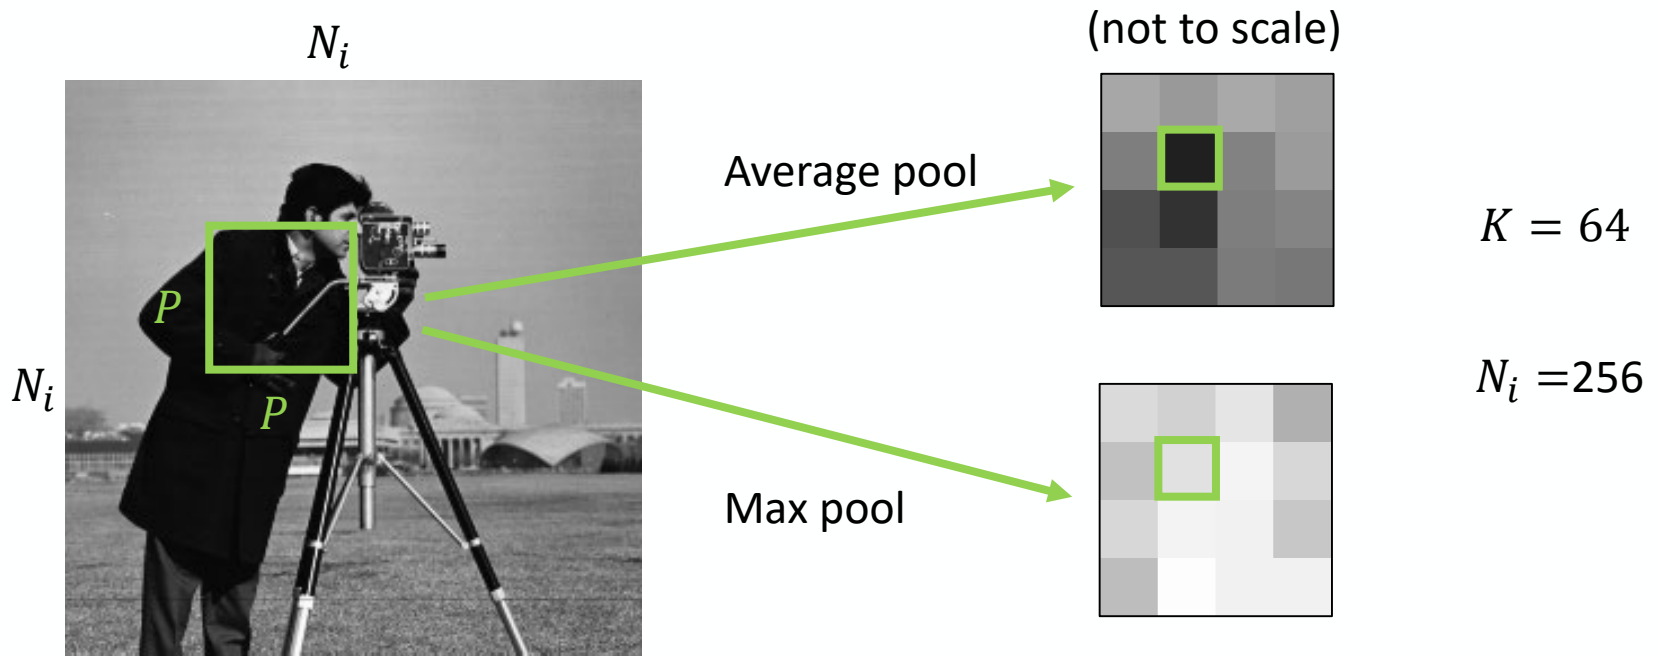 N_i
(not to scale)
Average pool
K = 64
P
N_i
P
N_i =256
Max pool